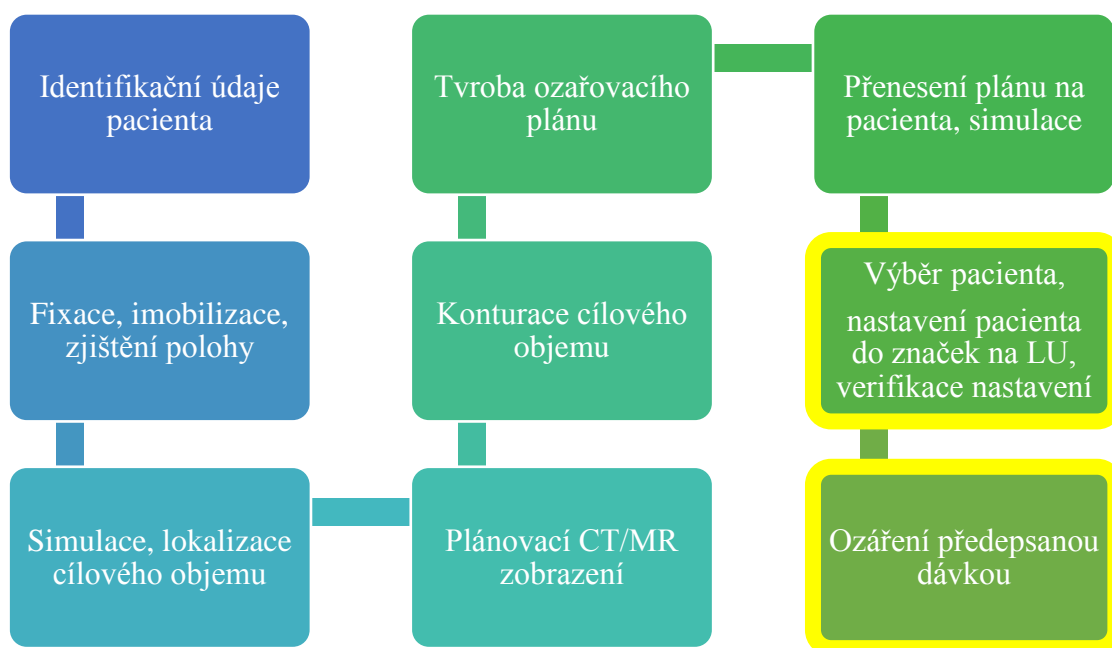 Identifikační údaje
pacienta
Fixace, imobilizace,
zjištění polohy
Simulace, lokalizace
cílového objemu
Plánovací CT/MR
zobrazení
Konturace cílového
objemu
Tvroba ozařovacího
plánu
Přenesení plánu na
pacienta, simulace
Výběr pacienta,
nastavení pacienta
do značek na LU,
verifikace nastavení
Ozáření předepsanou
dávkou